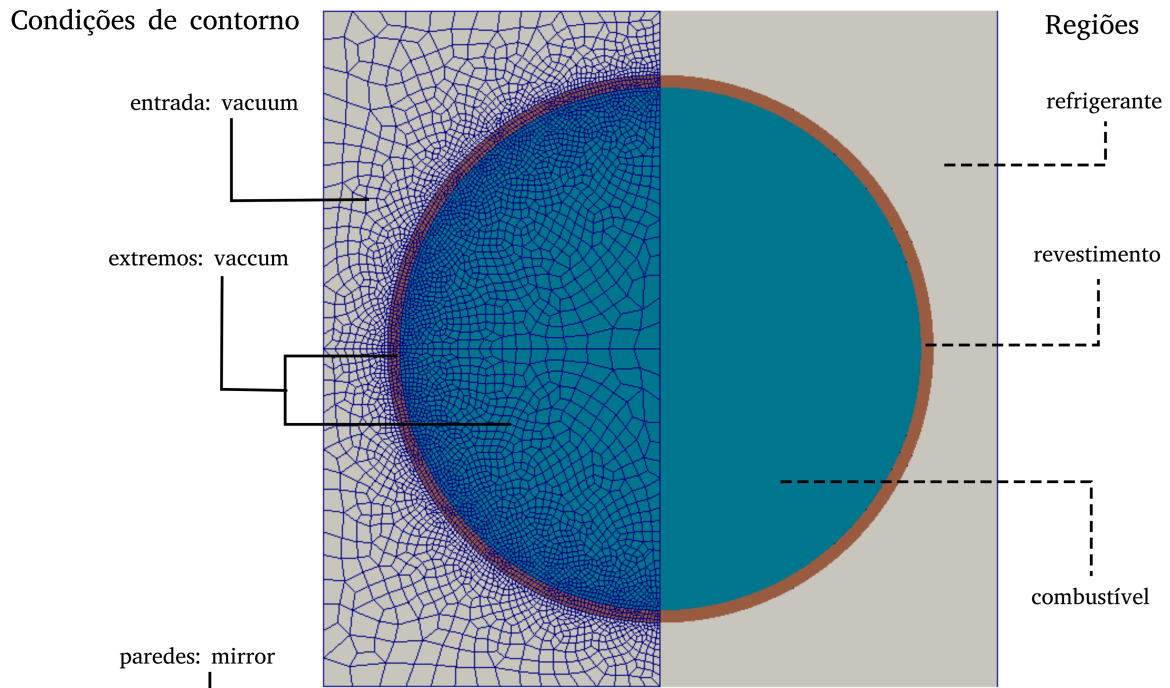 Condições de contorno
entrada: vacuum
extremos: vaccum
paredes: mirror
Regiões
refrigerante
revestimento
combustível